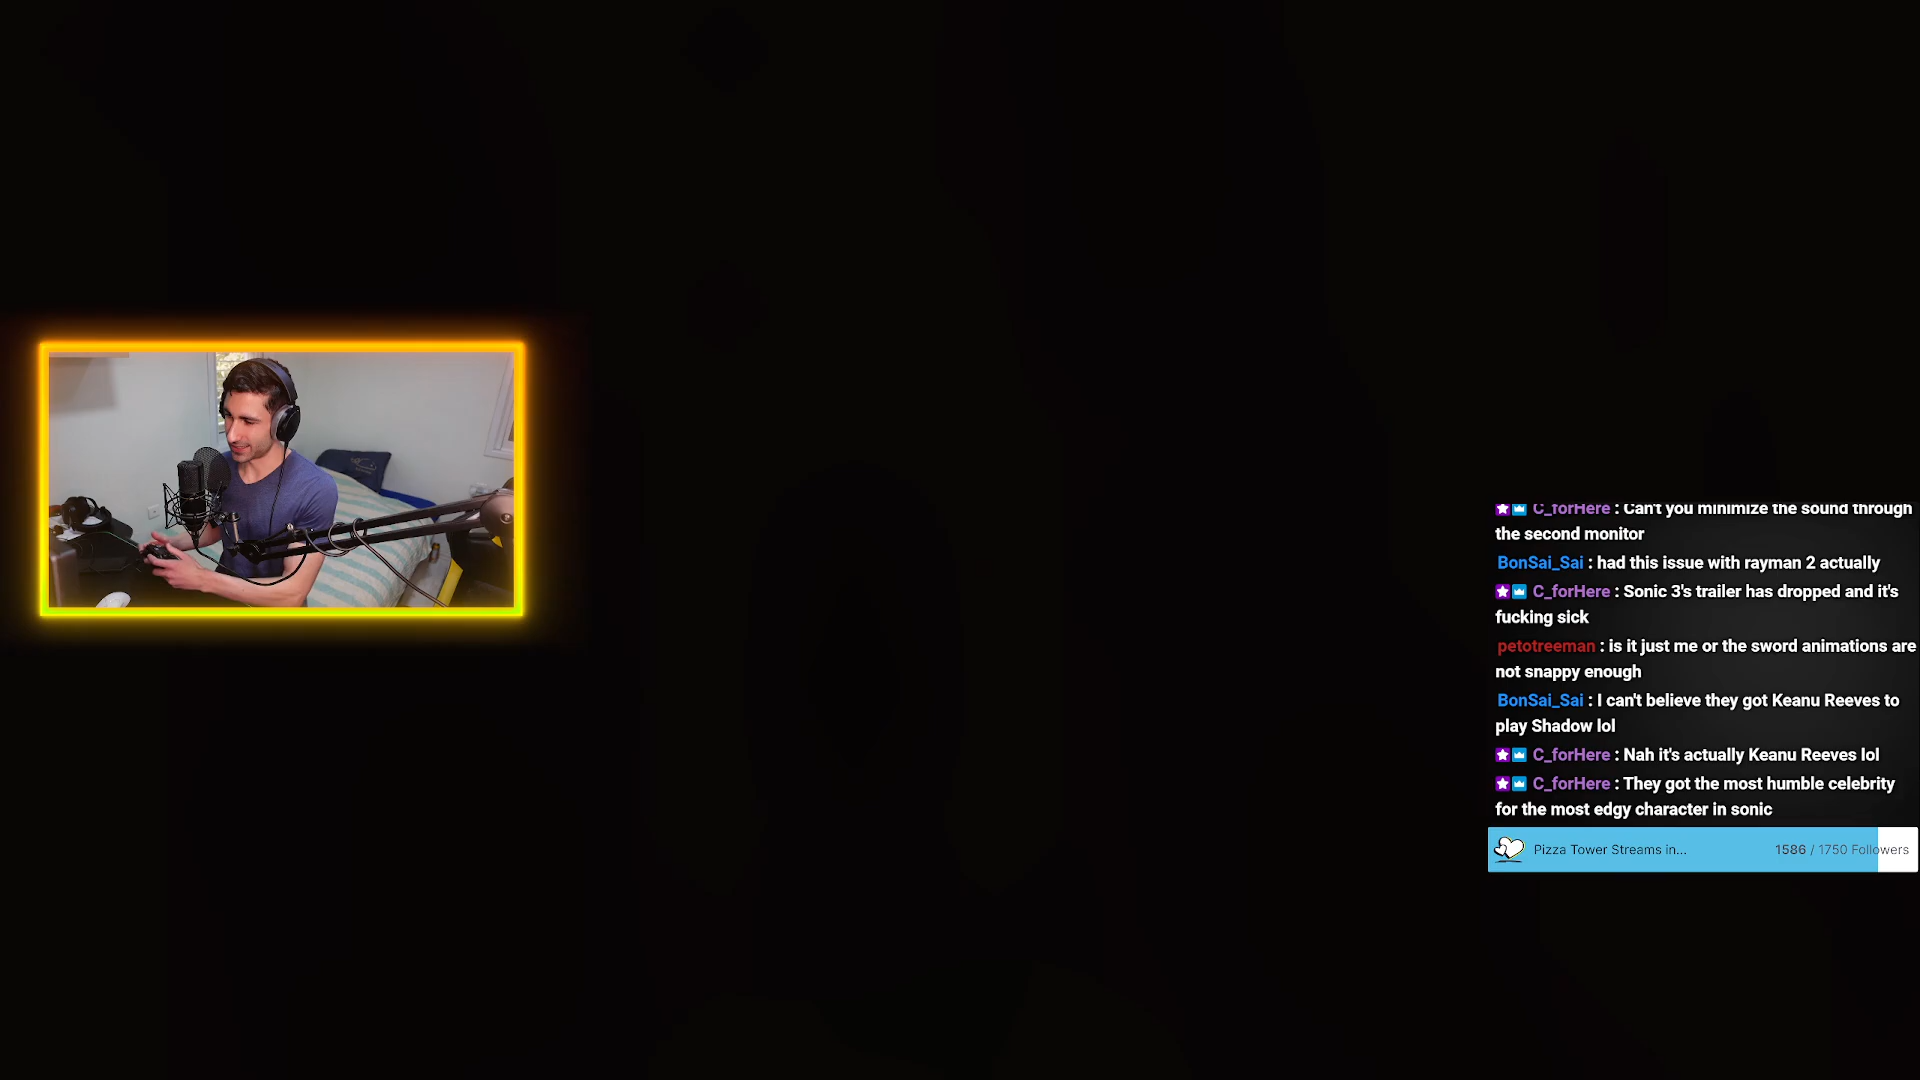 C_forHere : Can't you minimize the sound through
the second monitor
BonSai_Sai : had this issue with rayman 2 actually
C_forHere : Sonic 3's trailer has dropped and it's
fucking sick
petotreeman : is it just me or the sword animations are
not snappy enough
BonSai_Sai : I can't believe they got Keanu Reeves to
play Shadow lol
C_forHere : Nah it's actually Keanu Reeves lol
C_forHere : They got the most humble celebrity
for the most edgy character in sonic
Pizza Tower Streams in... 1586 / 1750 Followers